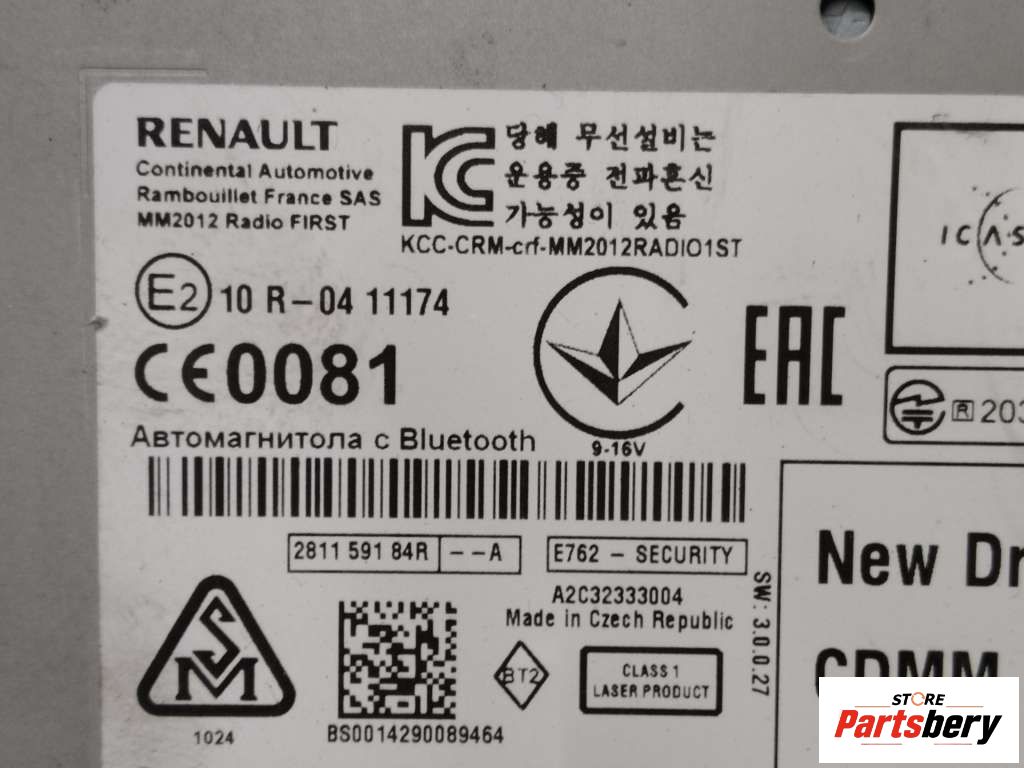 RENAULT
Continental Automotive
Rambouillet France SAS
MM2012 Radio FIRST
당해 무선설비는
운용중 전파혼신
가능성이 있음
KCC-CRM-crf-MM2012RADIO1ST
E2 10 R-04 11174
CE0081
EAC
9-16V
ICAS
203
Автомагнитола с Bluetooth
2811 591 84R --A
E762 - SECURITY
A2C32333004
Made in Czech Republic
SW: 3.0.0.27
New Dr
CDMM
SM
1024
BS0014290089464
BT2
CLASS 1
LASER PRODUCT
STORE
Partsbery